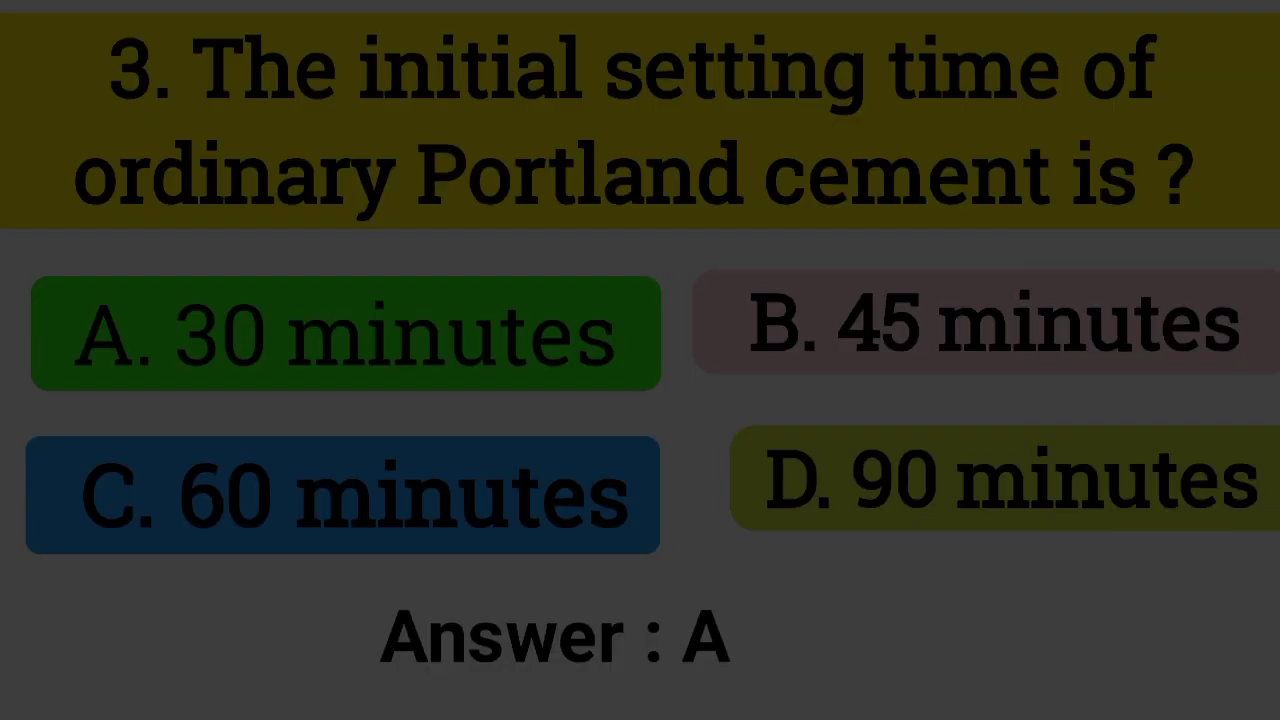 3. The initial setting time of
ordinary Portland cement is ?
A. 30 minutes
B. 45 minutes
C. 60 minutes
D. 90 minutes
Answer : A